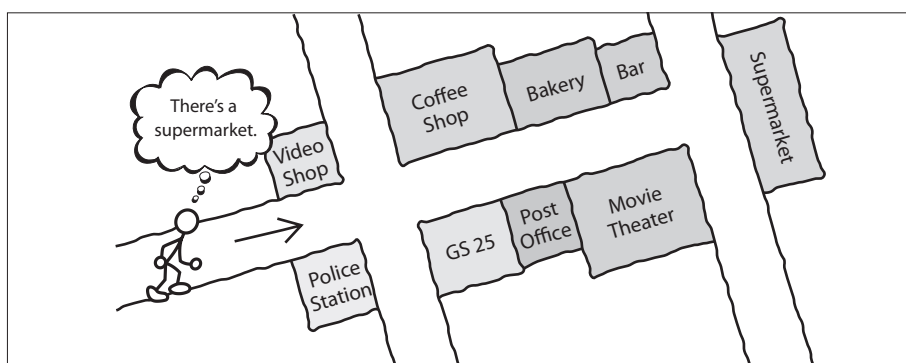 There's a
supermarket.
Video
Shop
Coffee
Shop
Bakery
Bar
Supermarket
Police
Station
GS 25
Post
Office
Movie
Theater